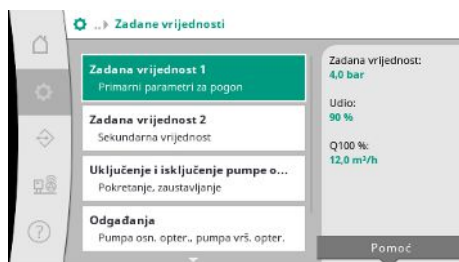 ..▸ Zadane vrijednosti
Zadana vrijednost 1
Primarni parametri za pogon
Zadana vrijednost 2
Sekundarna vrijednost
Uključenje i isključenje pumpe o...
Pokretanje, zaustavljanje
Odgađanja
Pumpa osn. opter., pumpa vrš. opter.
Zadana vrijednost:
4,0 bar
Udio:
90 %
Q100 %:
12,0 m³/h
Pomoć